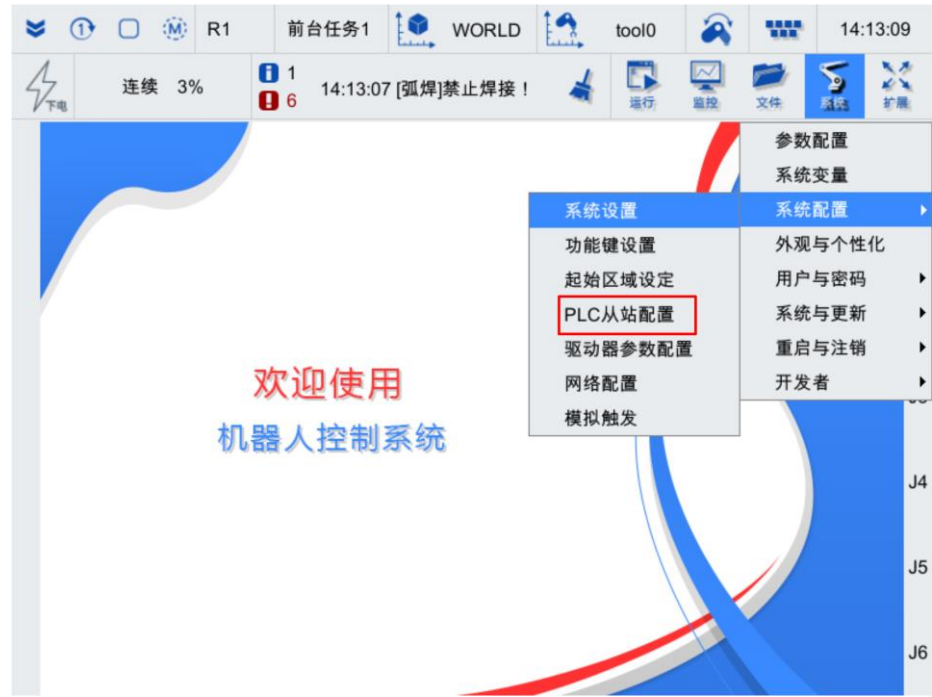 R1 前台任务1 WORLD tool0 14:13:09
下电 连续 3% 1 6 14:13:07 [弧焊]禁止焊接！ 运行 监控 文件 系统 扩展
参数配置
系统变量
系统配置
外观与个性化
用户与密码
系统与更新
重启与注销
开发者
系统设置
功能键设置
起始区域设定
PLC从站配置
驱动器参数配置
网络配置
模拟触发
欢迎使用
机器人控制系统
J4
J5
J6